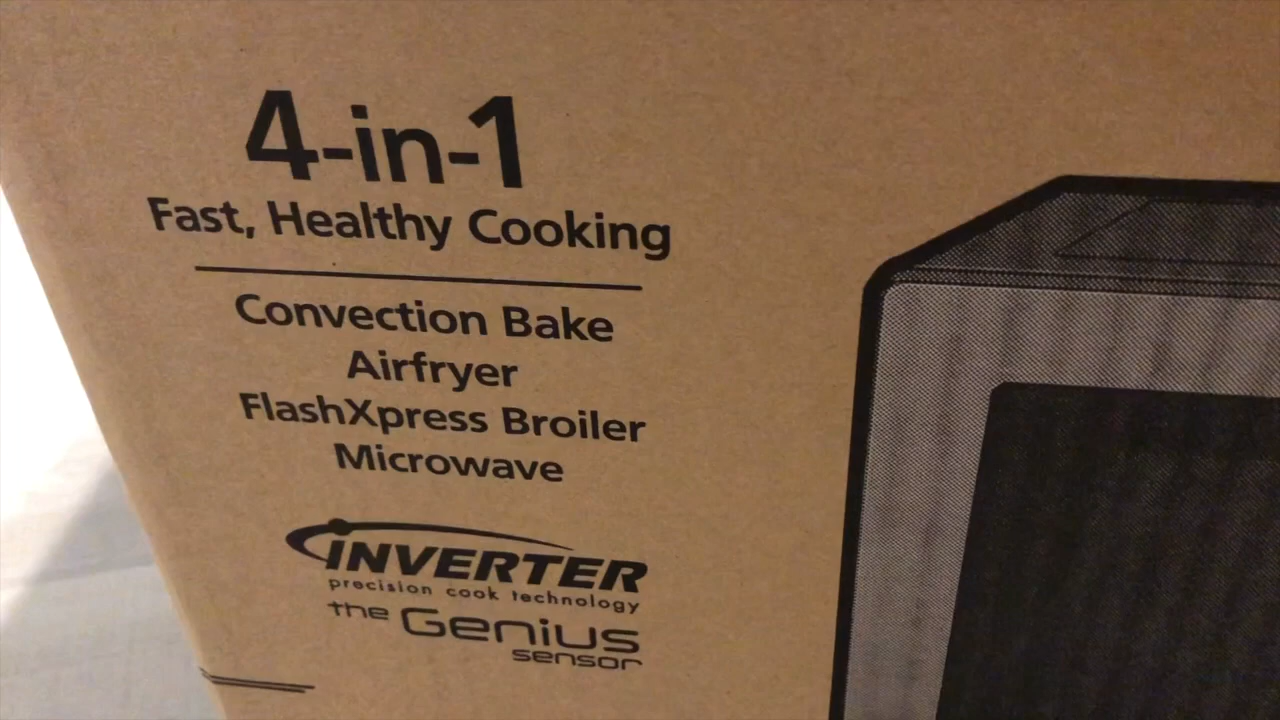 4-in-1
Fast, Healthy Cooking
Convection Bake
Airfryer
FlashXpress Broiler
Microwave
INVERTER
precision cook technology
the Genius
sensor